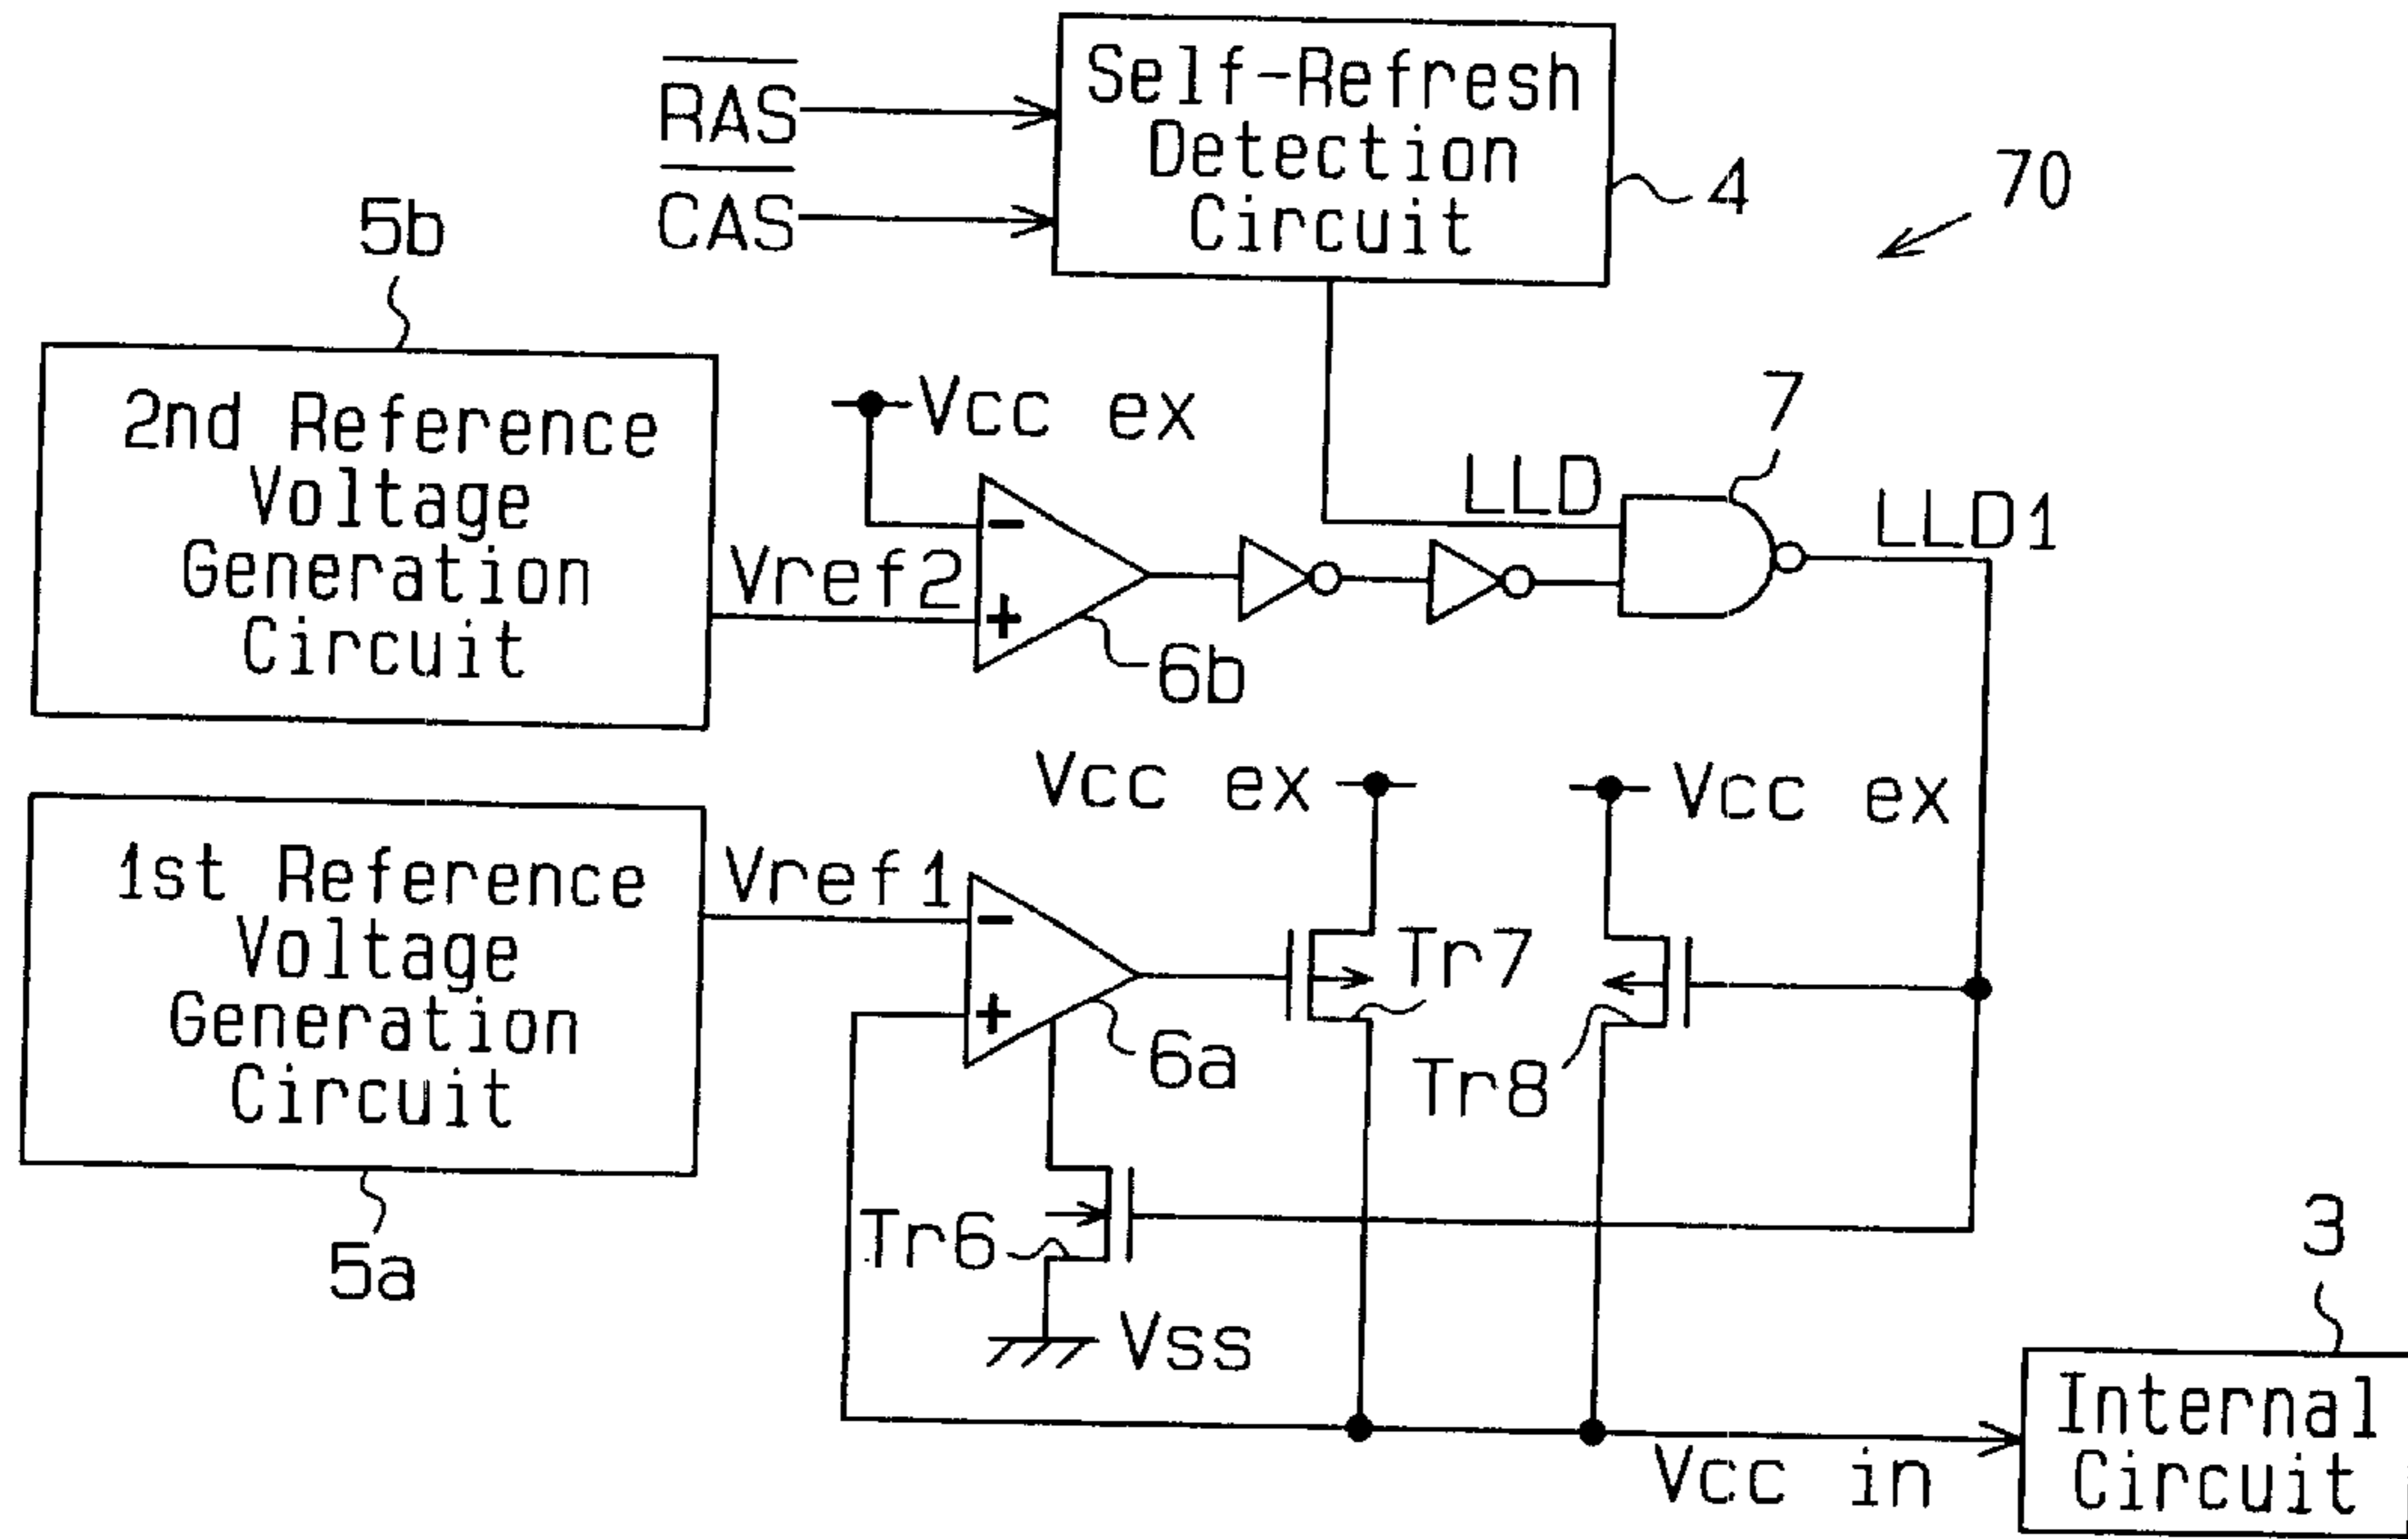 Self-Refresh
Detection
Circuit
RAS
CAS
4
70
5b
2nd Reference
Voltage
Generation
Circuit
Vcc ex
Vref2
-
+
6b
LLD
7
LLD1
1st Reference
Voltage
Generation
Circuit
5a
Vref1
-
+
6a
Vcc ex
Vcc ex
Tr7
Tr8
Tr6
Vss
Vcc in
3
Internal
Circuit